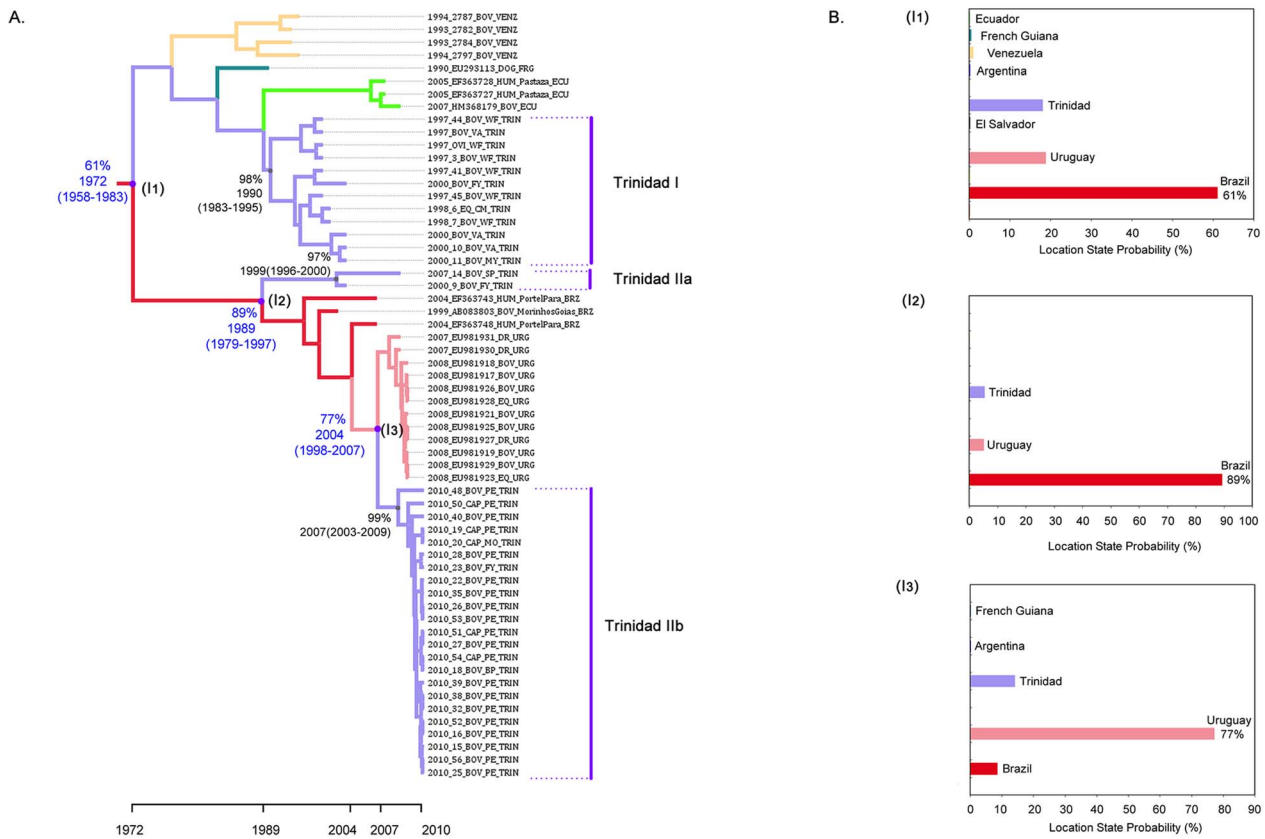 A.
1994_2787_BOV_VENZ
1993_2782_BOV_VENZ
1993_2784_BOV_VENZ
1994_2797_BOV_VENZ
1990_EU293113_DOG_FRG
2005_EF363728_HUM_Pastaza_ECU
2005_EF363727_HUM_Pastaza_ECU
2007_HM368179_BOV_ECU
1997_44_BOV_WF_TRIN
1997_BOV_VA_TRIN
1997_OVI_WF_TRIN
1997_3_BOV_WF_TRIN
1997_41_BOV_WF_TRIN
2000_BOV_FY_TRIN
1997_45_BOV_WF_TRIN
1998_6_EQ_CM_TRIN
1998_7_BOV_WF_TRIN
2000_BOV_VA_TRIN
2000_10_BOV_VA_TRIN
2000_11_BOV_MY_TRIN
2007_14_BOV_SP_TRIN
2000_9_BOV_FY_TRIN
2004_EF363743_HUM_PortelPara_BRZ
1999_AB083803_BOV_MorinhosGoias_BRZ
2004_EF363748_HUM_PortelPara_BRZ
2007_EU981931_DR_URG
2007_EU981930_DR_URG
2008_EU981918_BOV_URG
2008_EU981917_BOV_URG
2008_EU981926_BOV_URG
2008_EU981928_EQ_URG
2008_EU981921_BOV_URG
2008_EU981925_BOV_URG
2008_EU981927_DR_URG
2008_EU981919_BOV_URG
2008_EU981929_BOV_URG
2008_EU981923_EQ_URG
2010_48_BOV_PE_TRIN
2010_50_CAP_PE_TRIN
2010_40_BOV_PE_TRIN
2010_19_CAP_PE_TRIN
2010_20_CAP_MO_TRIN
2010_28_BOV_PE_TRIN
2010_23_BOV_FY_TRIN
2010_22_BOV_PE_TRIN
2010_35_BOV_PE_TRIN
2010_26_BOV_PE_TRIN
2010_53_BOV_PE_TRIN
2010_51_CAP_PE_TRIN
2010_27_BOV_PE_TRIN
2010_54_CAP_PE_TRIN
2010_18_BOV_BP_TRIN
2010_39_BOV_PE_TRIN
2010_38_BOV_PE_TRIN
2010_32_BOV_PE_TRIN
2010_52_BOV_PE_TRIN
2010_16_BOV_PE_TRIN
2010_15_BOV_PE_TRIN
2010_56_BOV_PE_TRIN
2010_25_BOV_PE_TRIN
61%
1972
(1958-1983)
(I1)
98%
1990
(1983-1995)
97%
1999(1996-2000)
(I2)
89%
1989
(1979-1997)
77%
2004
(1998-2007)
(I3)
99%
2007(2003-2009)
Trinidad I
Trinidad IIa
Trinidad IIb
1972 1989 2004 2007 2010
B.
(I1)
Ecuador
French Guiana
Venezuela
Argentina
Trinidad
El Salvador
Uruguay
Brazil
61%
0 10 20 30 40 50 60 70
Location State Probability (%)
(I2)
Trinidad
Uruguay
Brazil
89%
0 10 20 30 40 50 60 70 80 90 100
Location State Probability (%)
(I3)
French Guiana
Argentina
Trinidad
Uruguay
77%
Brazil
0 10 20 30 40 50 60 70 80 90
Location State Probability (%)